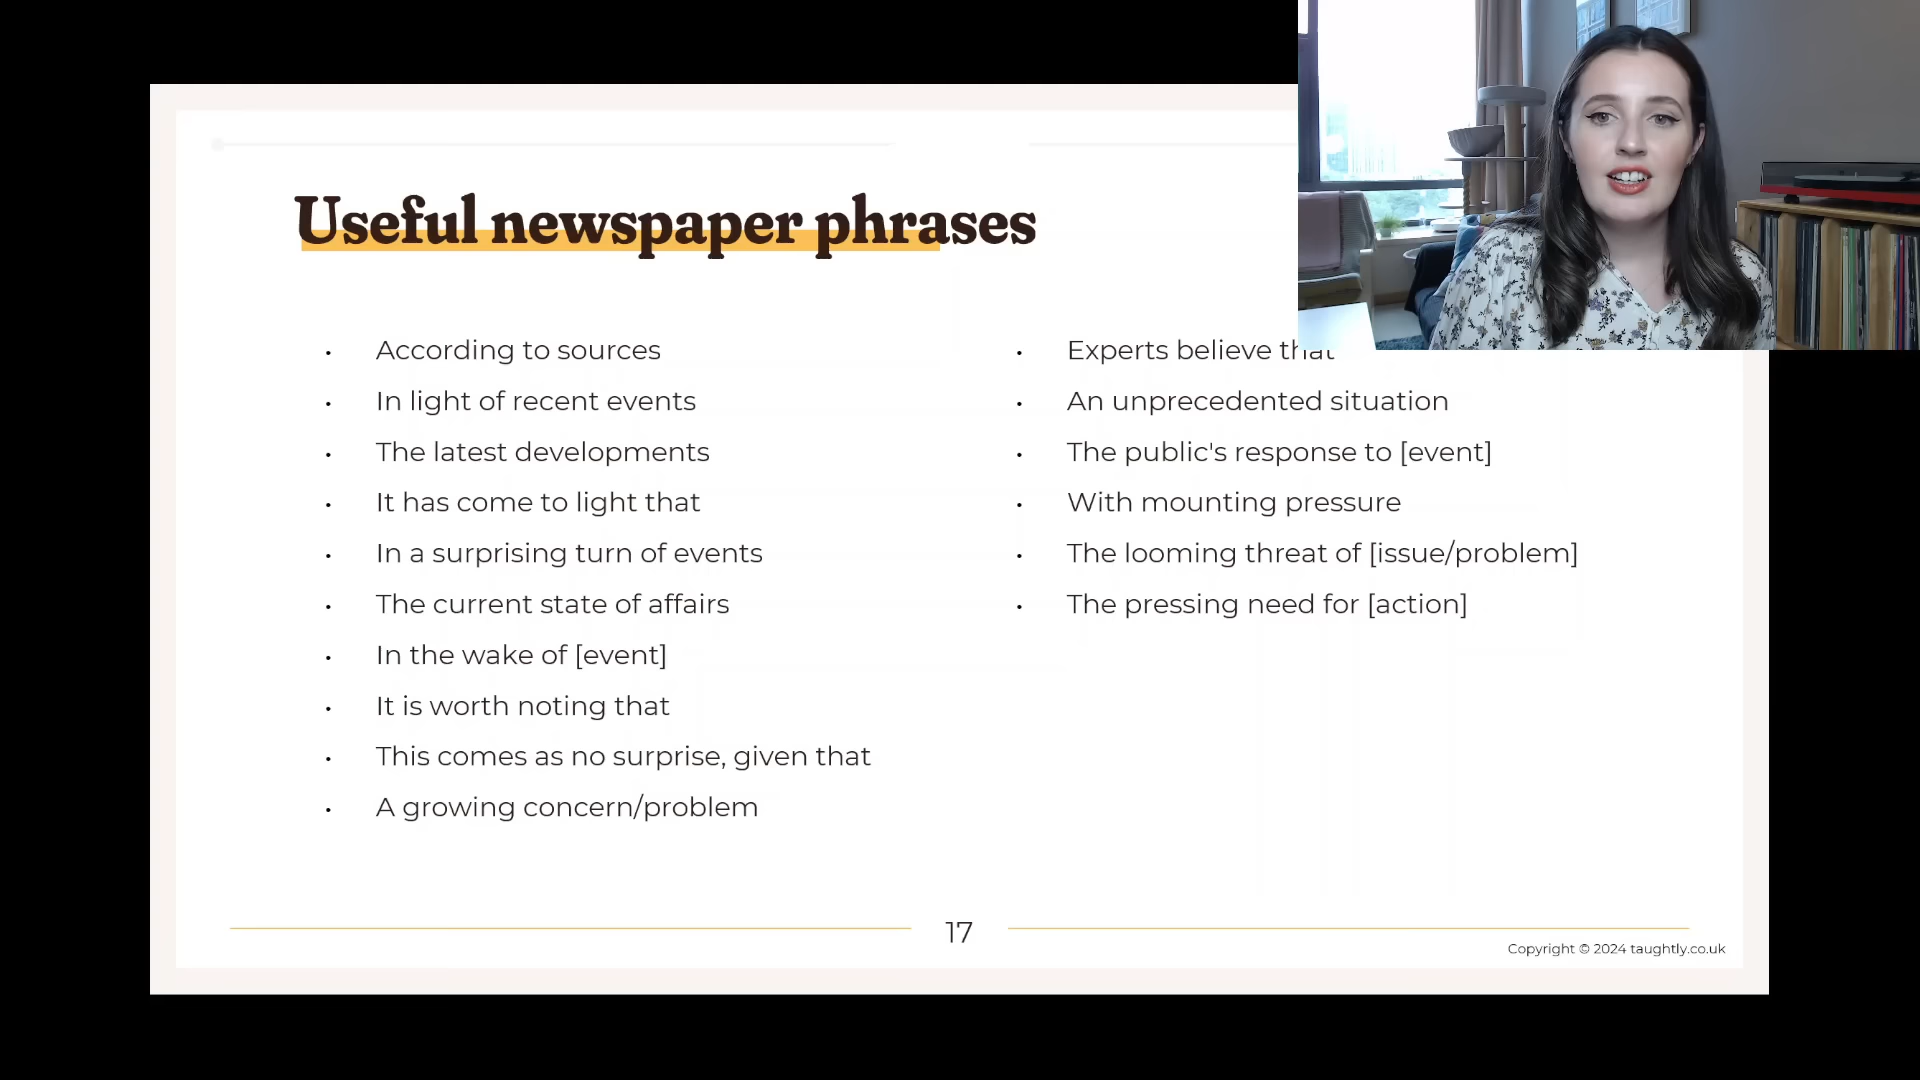 Useful newspaper phrases
• According to sources
• In light of recent events
• The latest developments
• It has come to light that
• In a surprising turn of events
• The current state of affairs
• In the wake of [event]
• It is worth noting that
• This comes as no surprise, given that
• A growing concern/problem
• Experts believe that
• An unprecedented situation
• The public's response to [event]
• With mounting pressure
• The looming threat of [issue/problem]
• The pressing need for [action]
17
Copyright © 2024 taughtly.co.uk